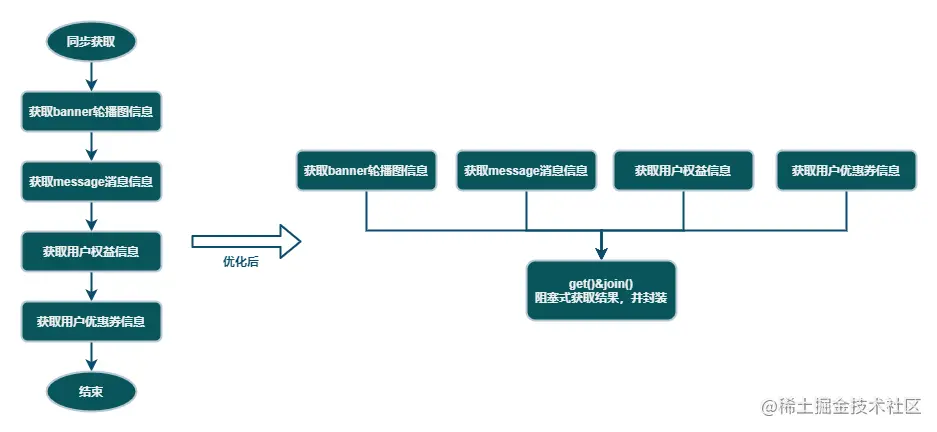 同步获取
获取banner轮播图信息
获取message消息信息
获取用户权益信息
获取用户优惠券信息
结束
优化后
获取banner轮播图信息
获取message消息信息
获取用户权益信息
获取用户优惠券信息
get()&join()
阻塞式获取结果，并封装
@稀土掘金技术社区